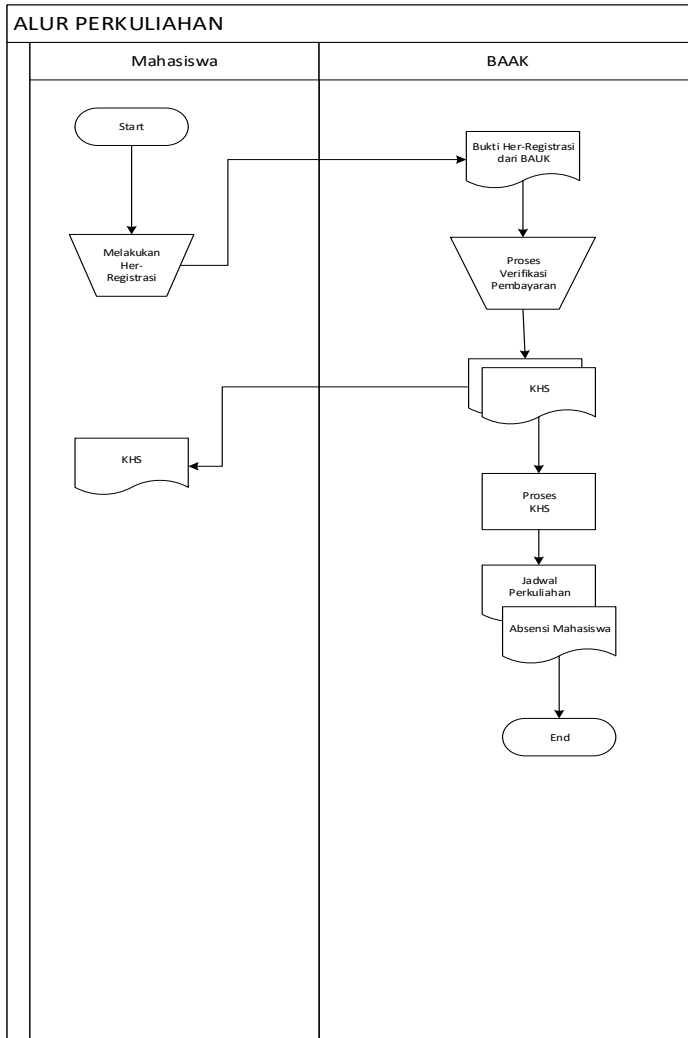 ALUR PERKULIAHAN
Mahasiswa
BAAK
Start
Bukti Her-Registrasi
dari BAUK
Melakukan
Her-
Registrasi
Proses
Verifikasi
Pembayaran
KHS
KHS
Proses
KHS
Jadwal
Perkuliahan
Absensi Mahasiswa
End